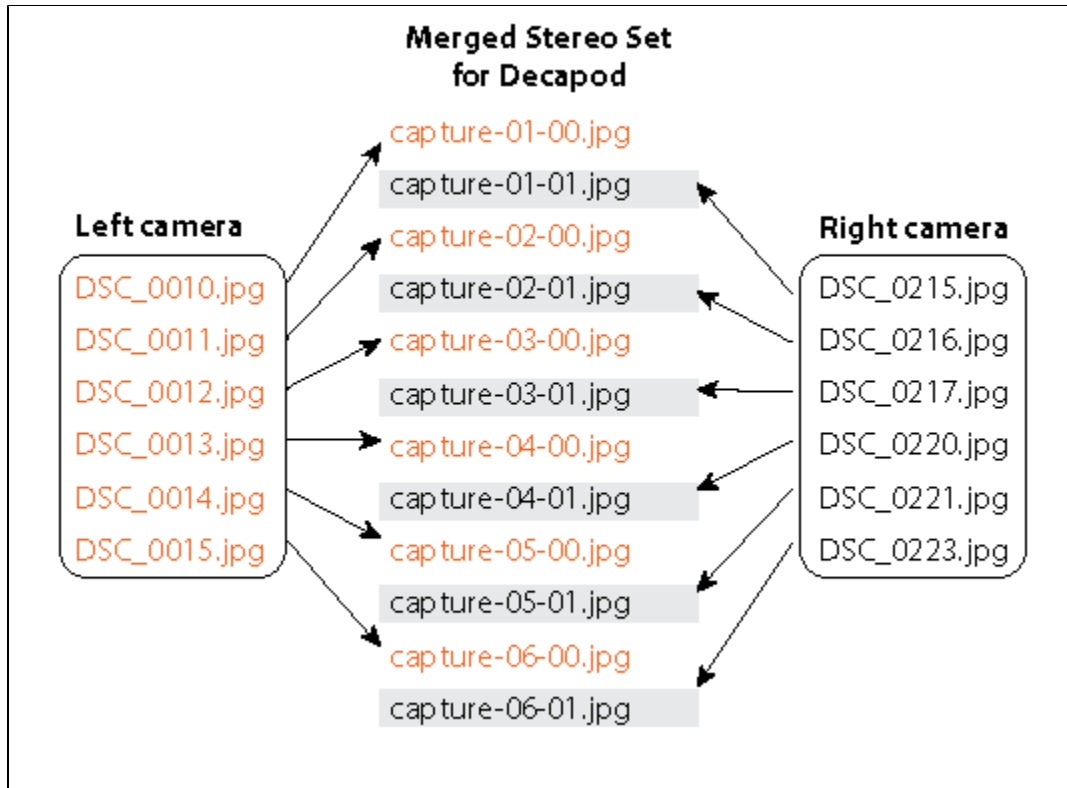 Merged Stereo Set
for Decapod
Left camera
DSC_0010.jpg
DSC_0011.jpg
DSC_0012.jpg
DSC_0013.jpg
DSC_0014.jpg
DSC_0015.jpg
capture-01-00.jpg
capture-01-01.jpg
capture-02-00.jpg
capture-02-01.jpg
capture-03-00.jpg
capture-03-01.jpg
capture-04-00.jpg
capture-04-01.jpg
capture-05-00.jpg
capture-05-01.jpg
capture-06-00.jpg
capture-06-01.jpg
Right camera
DSC_0215.jpg
DSC_0216.jpg
DSC_0217.jpg
DSC_0220.jpg
DSC_0221.jpg
DSC_0223.jpg